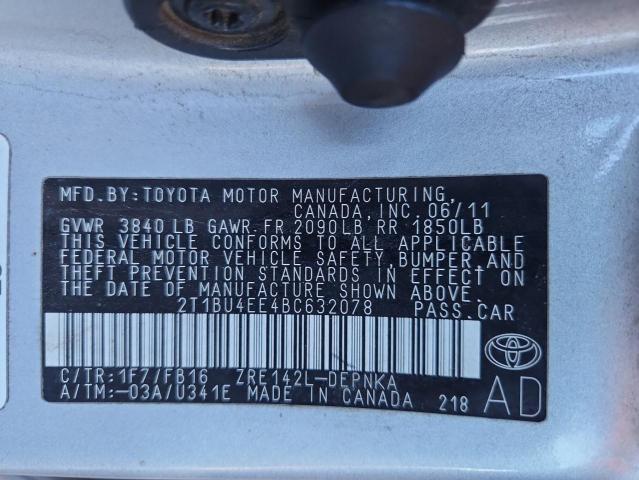 MFD. BY: TOYOTA MOTOR MANUFACTURING,
CANADA, INC. 06/11
GVWR 3840 LB GAWR. FR 2090LB RR 1850LB
THIS VEHICLE CONFORMS TO ALL APPLICABLE
FEDERAL MOTOR VEHICLE SAFETY, BUMPER AND
THEFT PREVENTION STANDARDS IN EFFECT ON
THE DATE OF MANUFACTURE SHOWN ABOVE.
2T1BU4EE4BC632078 PASS. CAR
C/TR: 1F7/FB16 ZRE142L-DEPNKA
A/TM:-03A/U341E MADE IN CANADA 218
AD